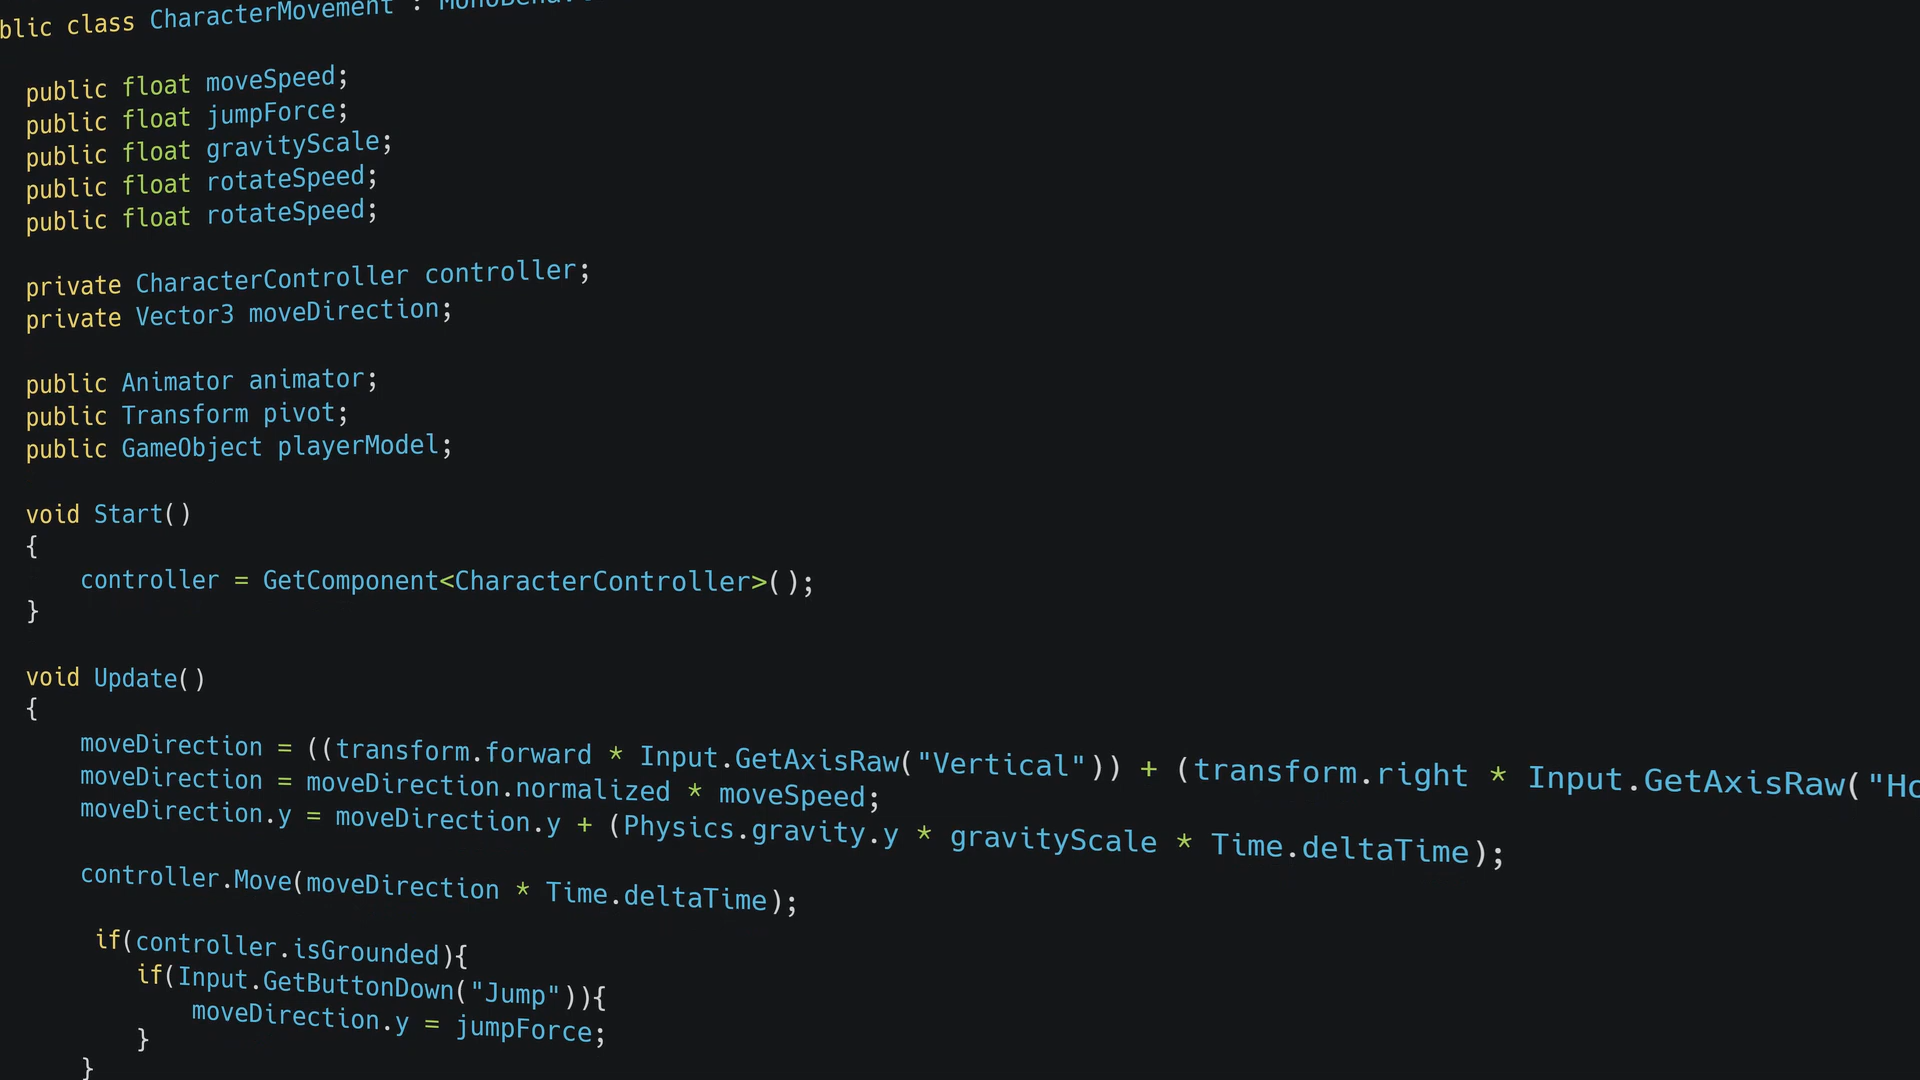 blic class CharacterMovement :
public float moveSpeed;
public float jumpForce;
public float gravityScale;
public float rotateSpeed;
public float rotateSpeed;
private CharacterController controller;
private Vector3 moveDirection;
public Animator animator;
public Transform pivot;
public GameObject playerModel;
void Start()
{
controller = GetComponent<CharacterController>();
}
void Update()
{
moveDirection = ((transform.forward * Input.GetAxisRaw("Vertical")) + (transform.right * Input.GetAxisRaw("Ho
moveDirection = moveDirection.normalized * moveSpeed;
moveDirection.y = moveDirection.y + (Physics.gravity.y * gravityScale * Time.deltaTime);
controller.Move(moveDirection * Time.deltaTime);
if(controller.isGrounded){
if(Input.GetButtonDown("Jump")){
moveDirection.y = jumpForce;
}
}